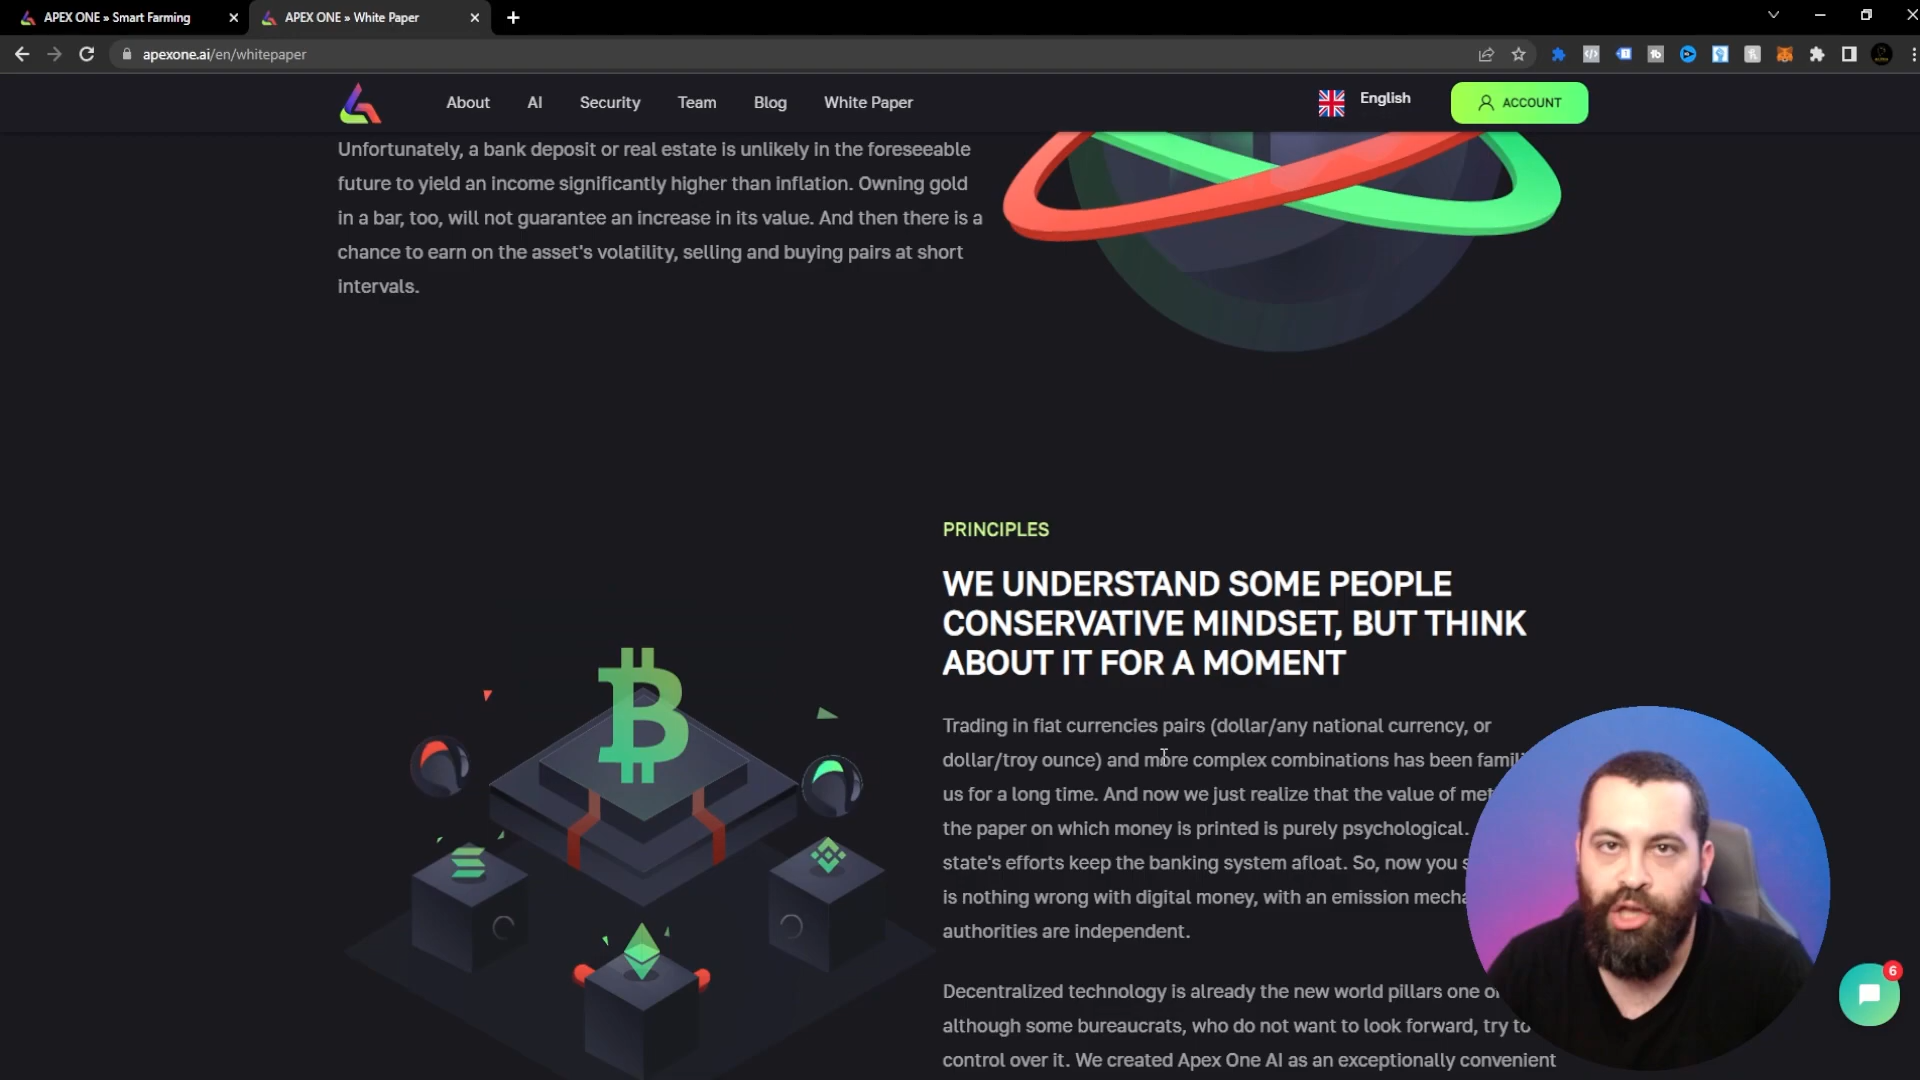 APEX ONE » Smart Farming
APEX ONE » White Paper
apexone.ai/en/whitepaper
About
AI
Security
Team
Blog
White Paper
English
ACCOUNT
Unfortunately, a bank deposit or real estate is unlikely in the foreseeable
future to yield an income significantly higher than inflation. Owning gold
in a bar, too, will not guarantee an increase in its value. And then there is a
chance to earn on the asset's volatility, selling and buying pairs at short
intervals.
PRINCIPLES
WE UNDERSTAND SOME PEOPLE
CONSERVATIVE MINDSET, BUT THINK
ABOUT IT FOR A MOMENT
Trading in fiat currencies pairs (dollar/any national currency, or
dollar/troy ounce) and more complex combinations has been
us for a long time. And now we just realize that the value of
the paper on which money is printed is purely psychological.
state's efforts keep the banking system afloat. So, now you
is nothing wrong with digital money, with an emission
authorities are independent.
Decentralized technology is already the new world pillars one
although some bureaucrats, who do not want to look forward, try to
control over it. We created Apex One AI as an exceptionally convenient
6